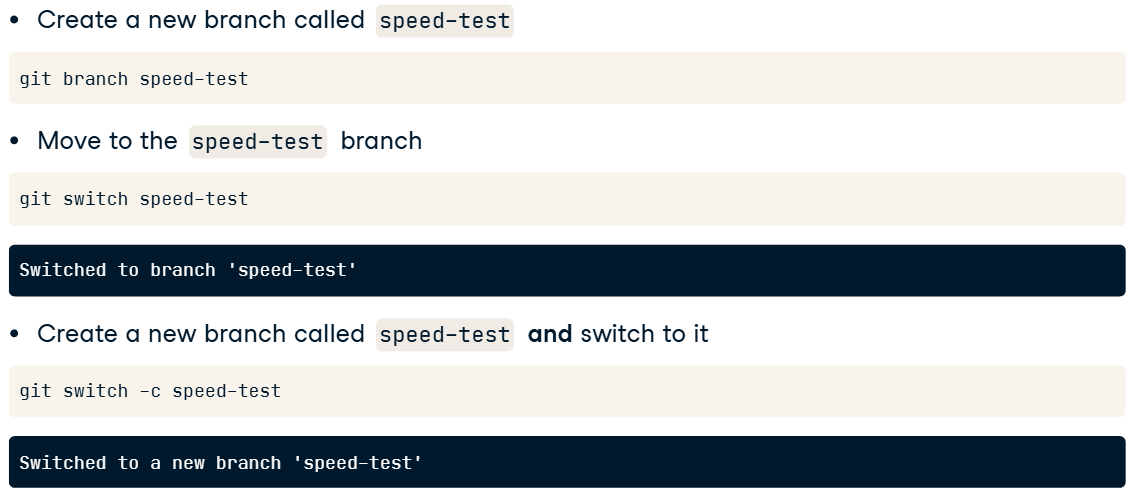 • Create a new branch called speed-test
git branch speed-test
• Move to the speed-test branch
git switch speed-test
Switched to branch 'speed-test'
• Create a new branch called speed-test and switch to it
git switch -c speed-test
Switched to a new branch 'speed-test'